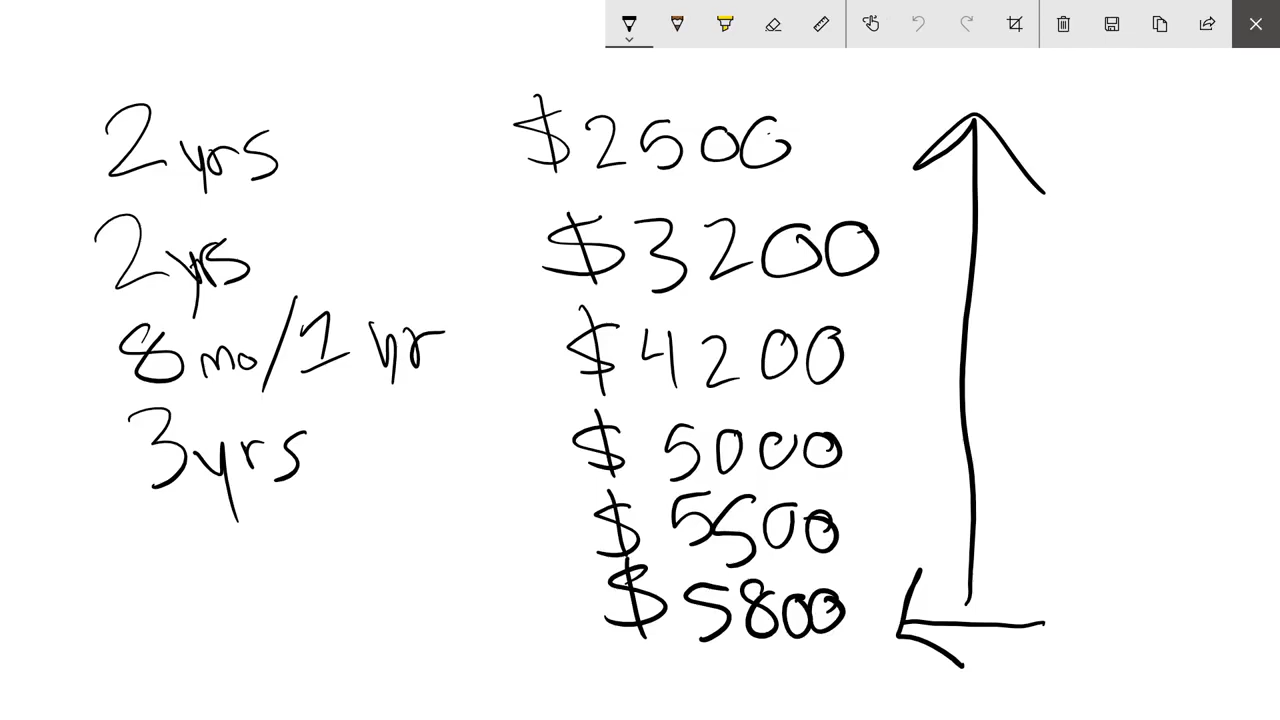 2 yrs $2500
2 yrs $3200
8 mo/1 yr $4200
3 yrs $5000
$5500
$5800